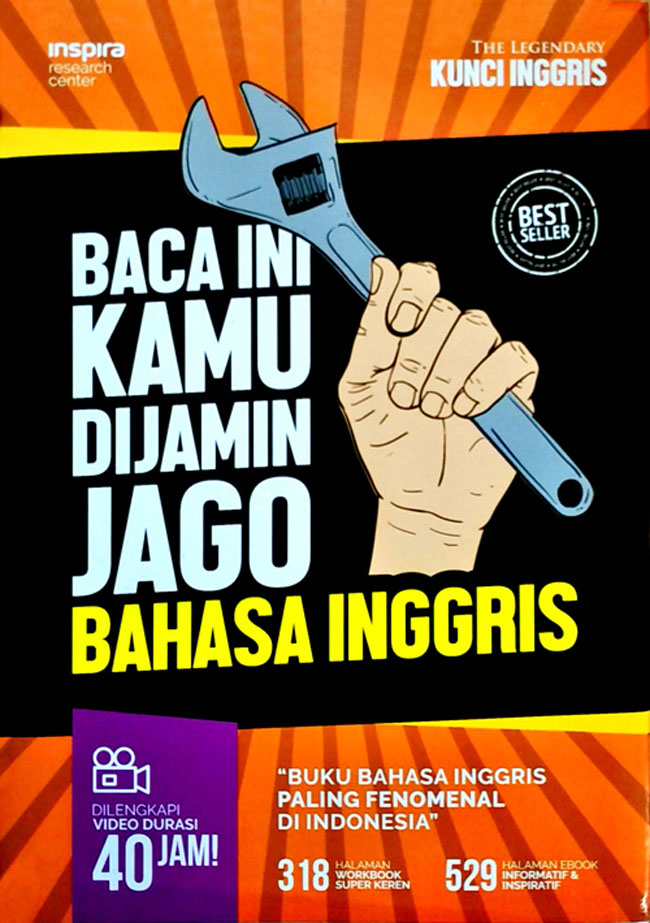 inspira
research
center
THE LEGENDARY
KUNCI INGGRIS
BEST
SELLER
BACA INI
KAMU
DIJAMIN
JAGO
BAHASA INGGRIS
DILENGKAPI
VIDEO DURASI
40 JAM!
"BUKU BAHASA INGGRIS
PALING FENOMENAL
DI INDONESIA"
318 HALAMAN
WORKBOOK
SUPER KEREN
529 HALAMAN EBOOK
INFORMATIF &
INSPIRATIF